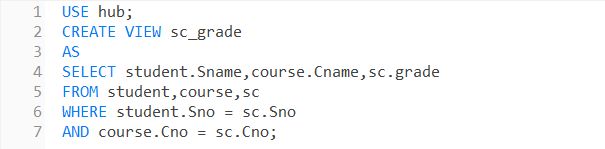 1 USE hub;
2 CREATE VIEW sc_grade
3 AS
4 SELECT student.Sname,course.Cname,sc.grade
5 FROM student,course,sc
6 WHERE student.Sno = sc.Sno
7 AND course.Cno = sc.Cno;